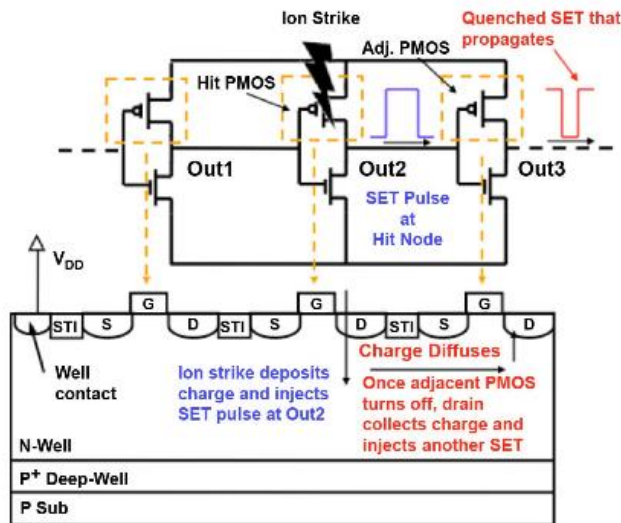 Ion Strike
Quenched SET that
propagates
Adj. PMOS
Hit PMOS
Out1
Out2
Out3
SET Pulse
at
Hit Node
VDD
G
G
G
STI
S
D
STI
S
D
STI
S
D
Well
contact
Ion strike deposits
charge and injects
SET pulse at Out2
Charge Diffuses
Once adjacent PMOS
turns off, drain
collects charge and
injects another SET
N-Well
P+ Deep-Well
P Sub